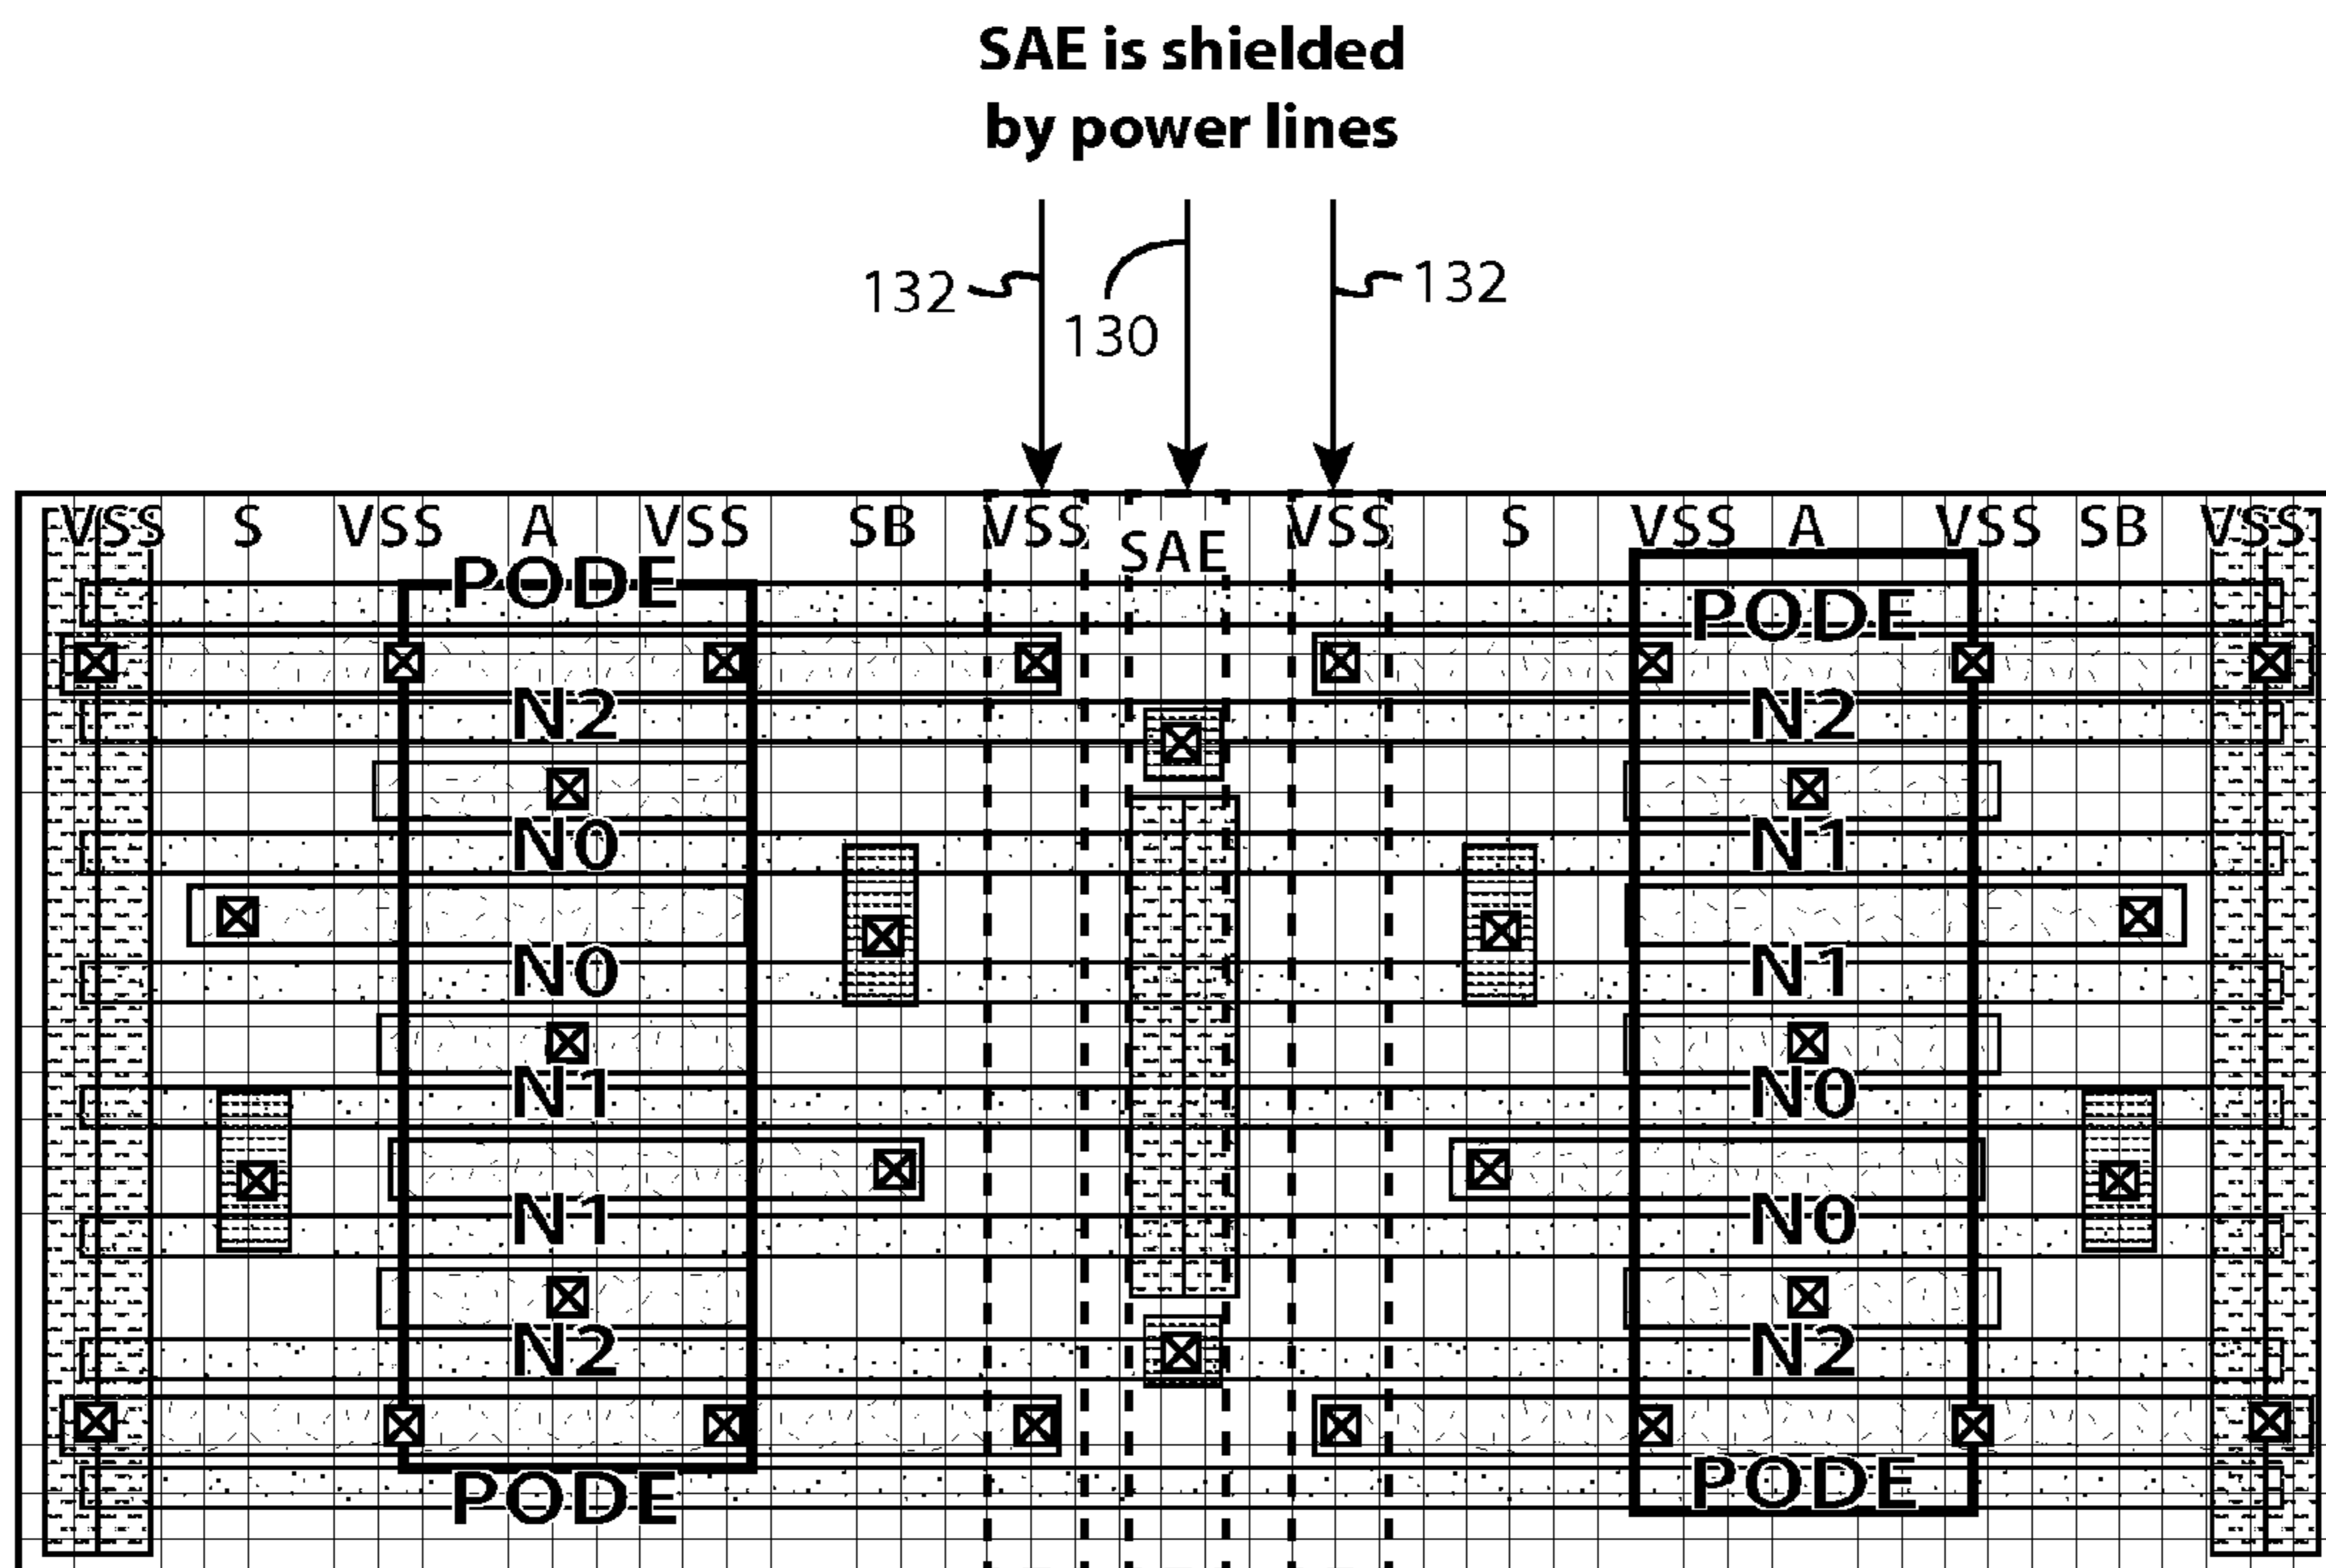 SAE is shielded
by power lines
132
130
132
VSS S VSS A VSS SB VSS SAE VSS S VSS A VSS SB VSS
PODE PODE
N2 N2
N0 N1
N0 N1
N1 N0
N1 N0
N2 N2
PODE PODE